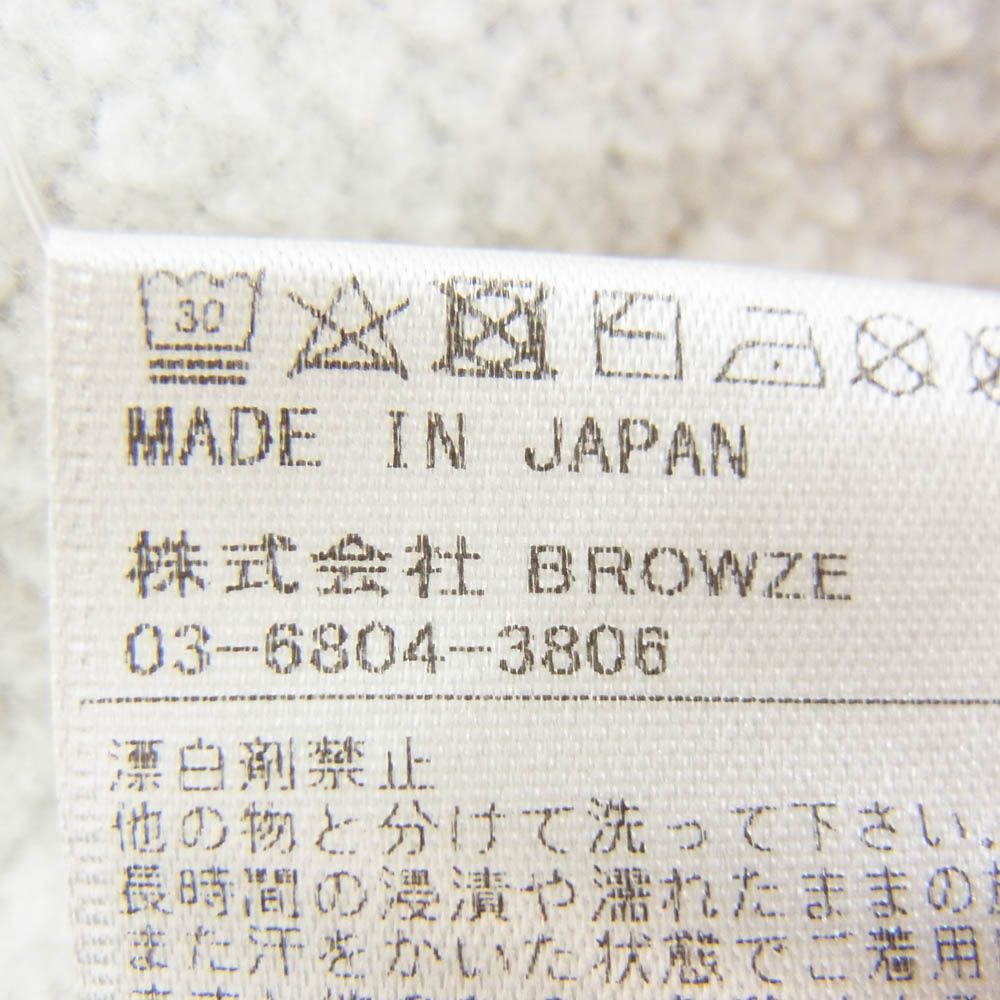 30
MADE IN JAPAN
株式会社 BROWZE
03-6804-3806
漂白剤禁止
他の物と分けて洗って下さい.
長時間の浸漬や濡れたままの
また汗をかいた状態でご着用